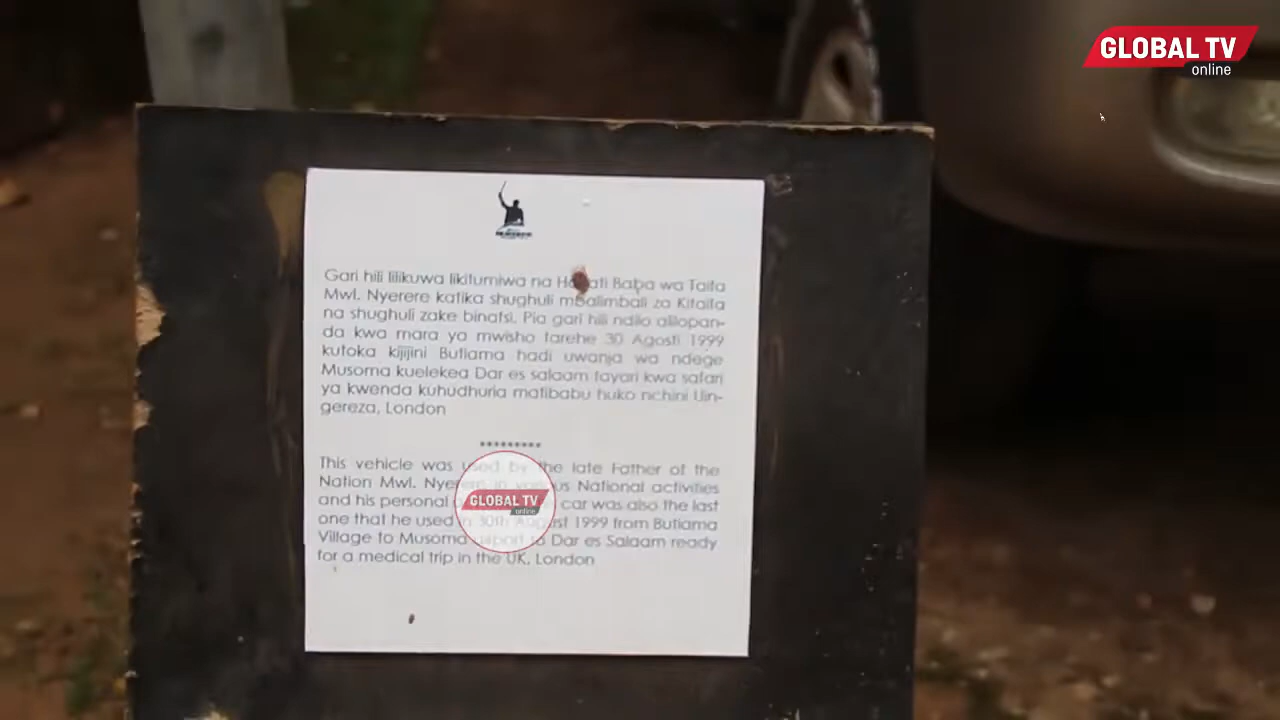 GLOBAL TV
online
Gari hili lilikuwa likitumiwa na Hayati Baba wa Taifa
Mwl. Nyerere katika shughuli mbalimbali za Kitaifa
na shughuli zake binafsi. Pia gari hili ndilo alilopan-
da kwa mara ya mwisho tarehe 30 Agosti 1999
kutoka kijijini Butiama hadi uwanja wa ndege
Musoma kuelekea Dar es salaam tayari kwa safari
ya kwenda kuhudhuria matibabu huko nchini Uin-
gereza, London
*********
This vehicle was used by the late Father of the
Nation Mwl. Nyerere in various National activities
and his personal car was also the last
one that he used in 30th August 1999 from Butiama
Village to Musoma airport to Dar es Salaam ready
for a medical trip in the UK, London
GLOBAL TV
online